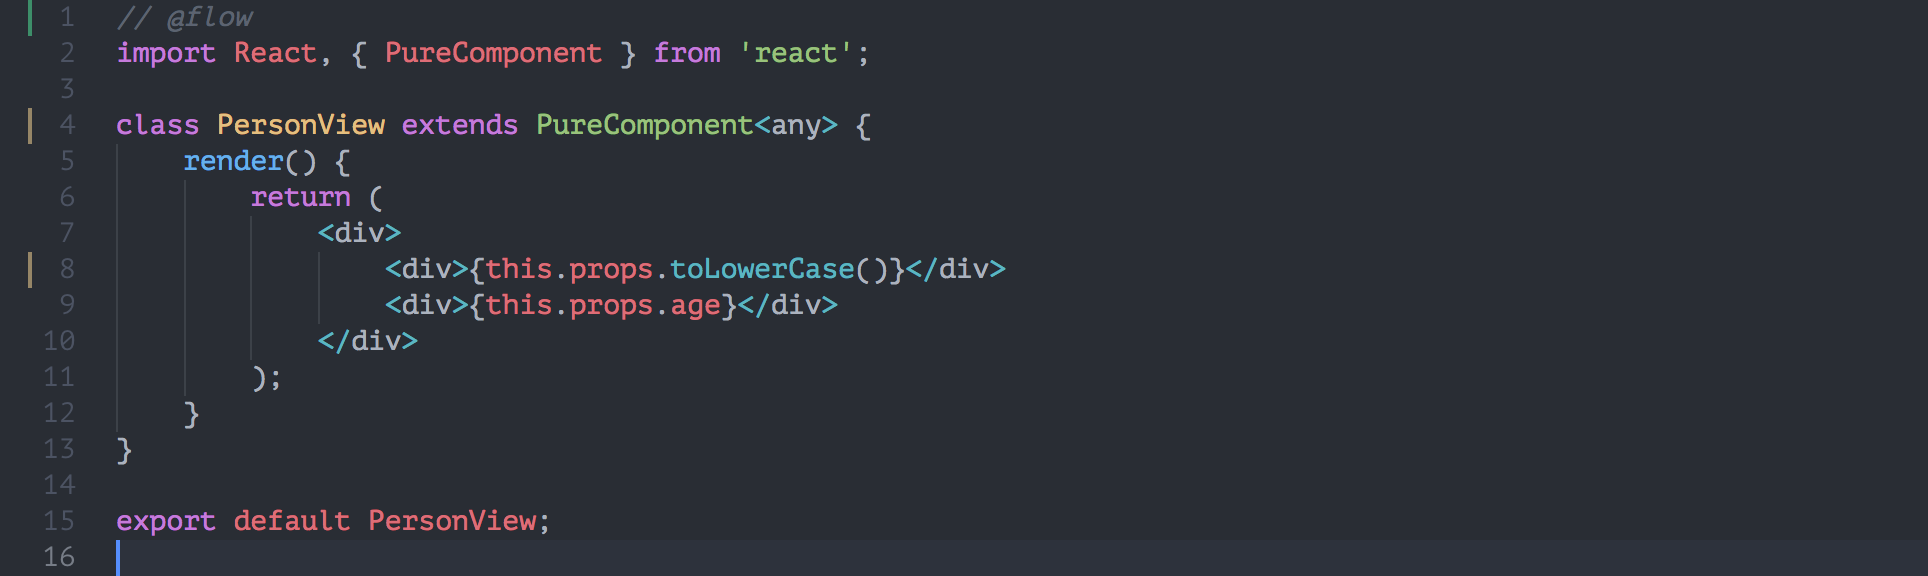 1 // @flow
2 import React, { PureComponent } from 'react';
3
4 class PersonView extends PureComponent<any> {
5     render() {
6         return (
7             <div>
8                 <div>{this.props.toLowerCase()}</div>
9                 <div>{this.props.age}</div>
10             </div>
11         );
12     }
13 }
14
15 export default PersonView;
16